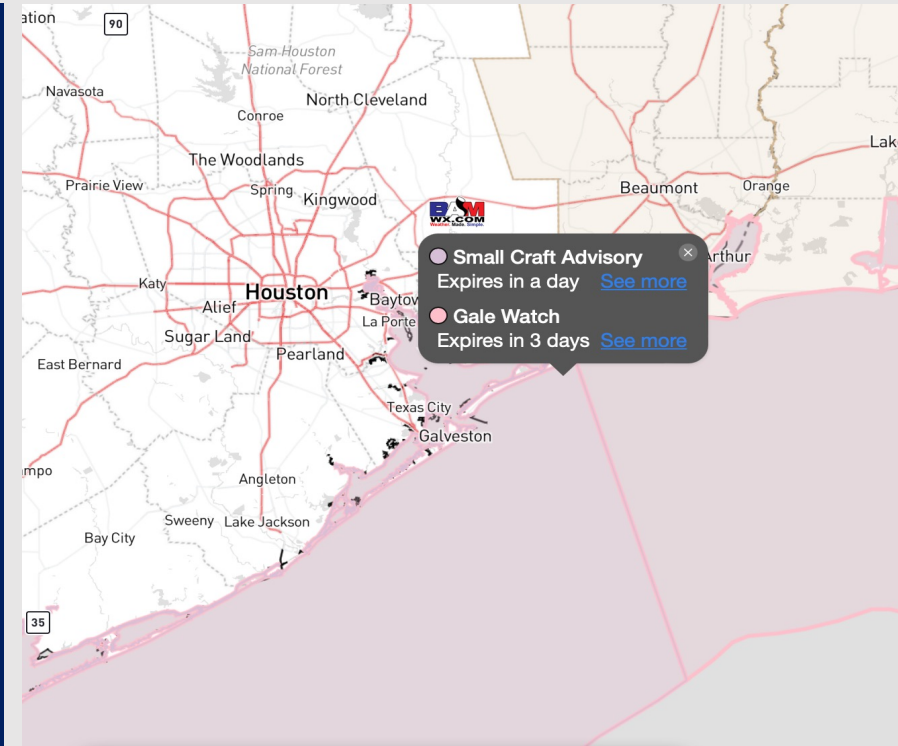 ation
90
Sam Houston
National Forest
Navasota
North Cleveland
Conroe
Lak
The Woodlands
Prairie View
Spring
Kingwood
Beaumont
Orange
BAM
WX.COM
Weather Made Simple.
Small Craft Advisory
Expires in a day See more
Gale Watch
Expires in 3 days See more
Arthur
Katy
Houston
Baytow
Alief
La Porte
Sugar Land
Pearland
East Bernard
Texas City
Galveston
mpo
Angleton
Sweeny
Lake Jackson
Bay City
35